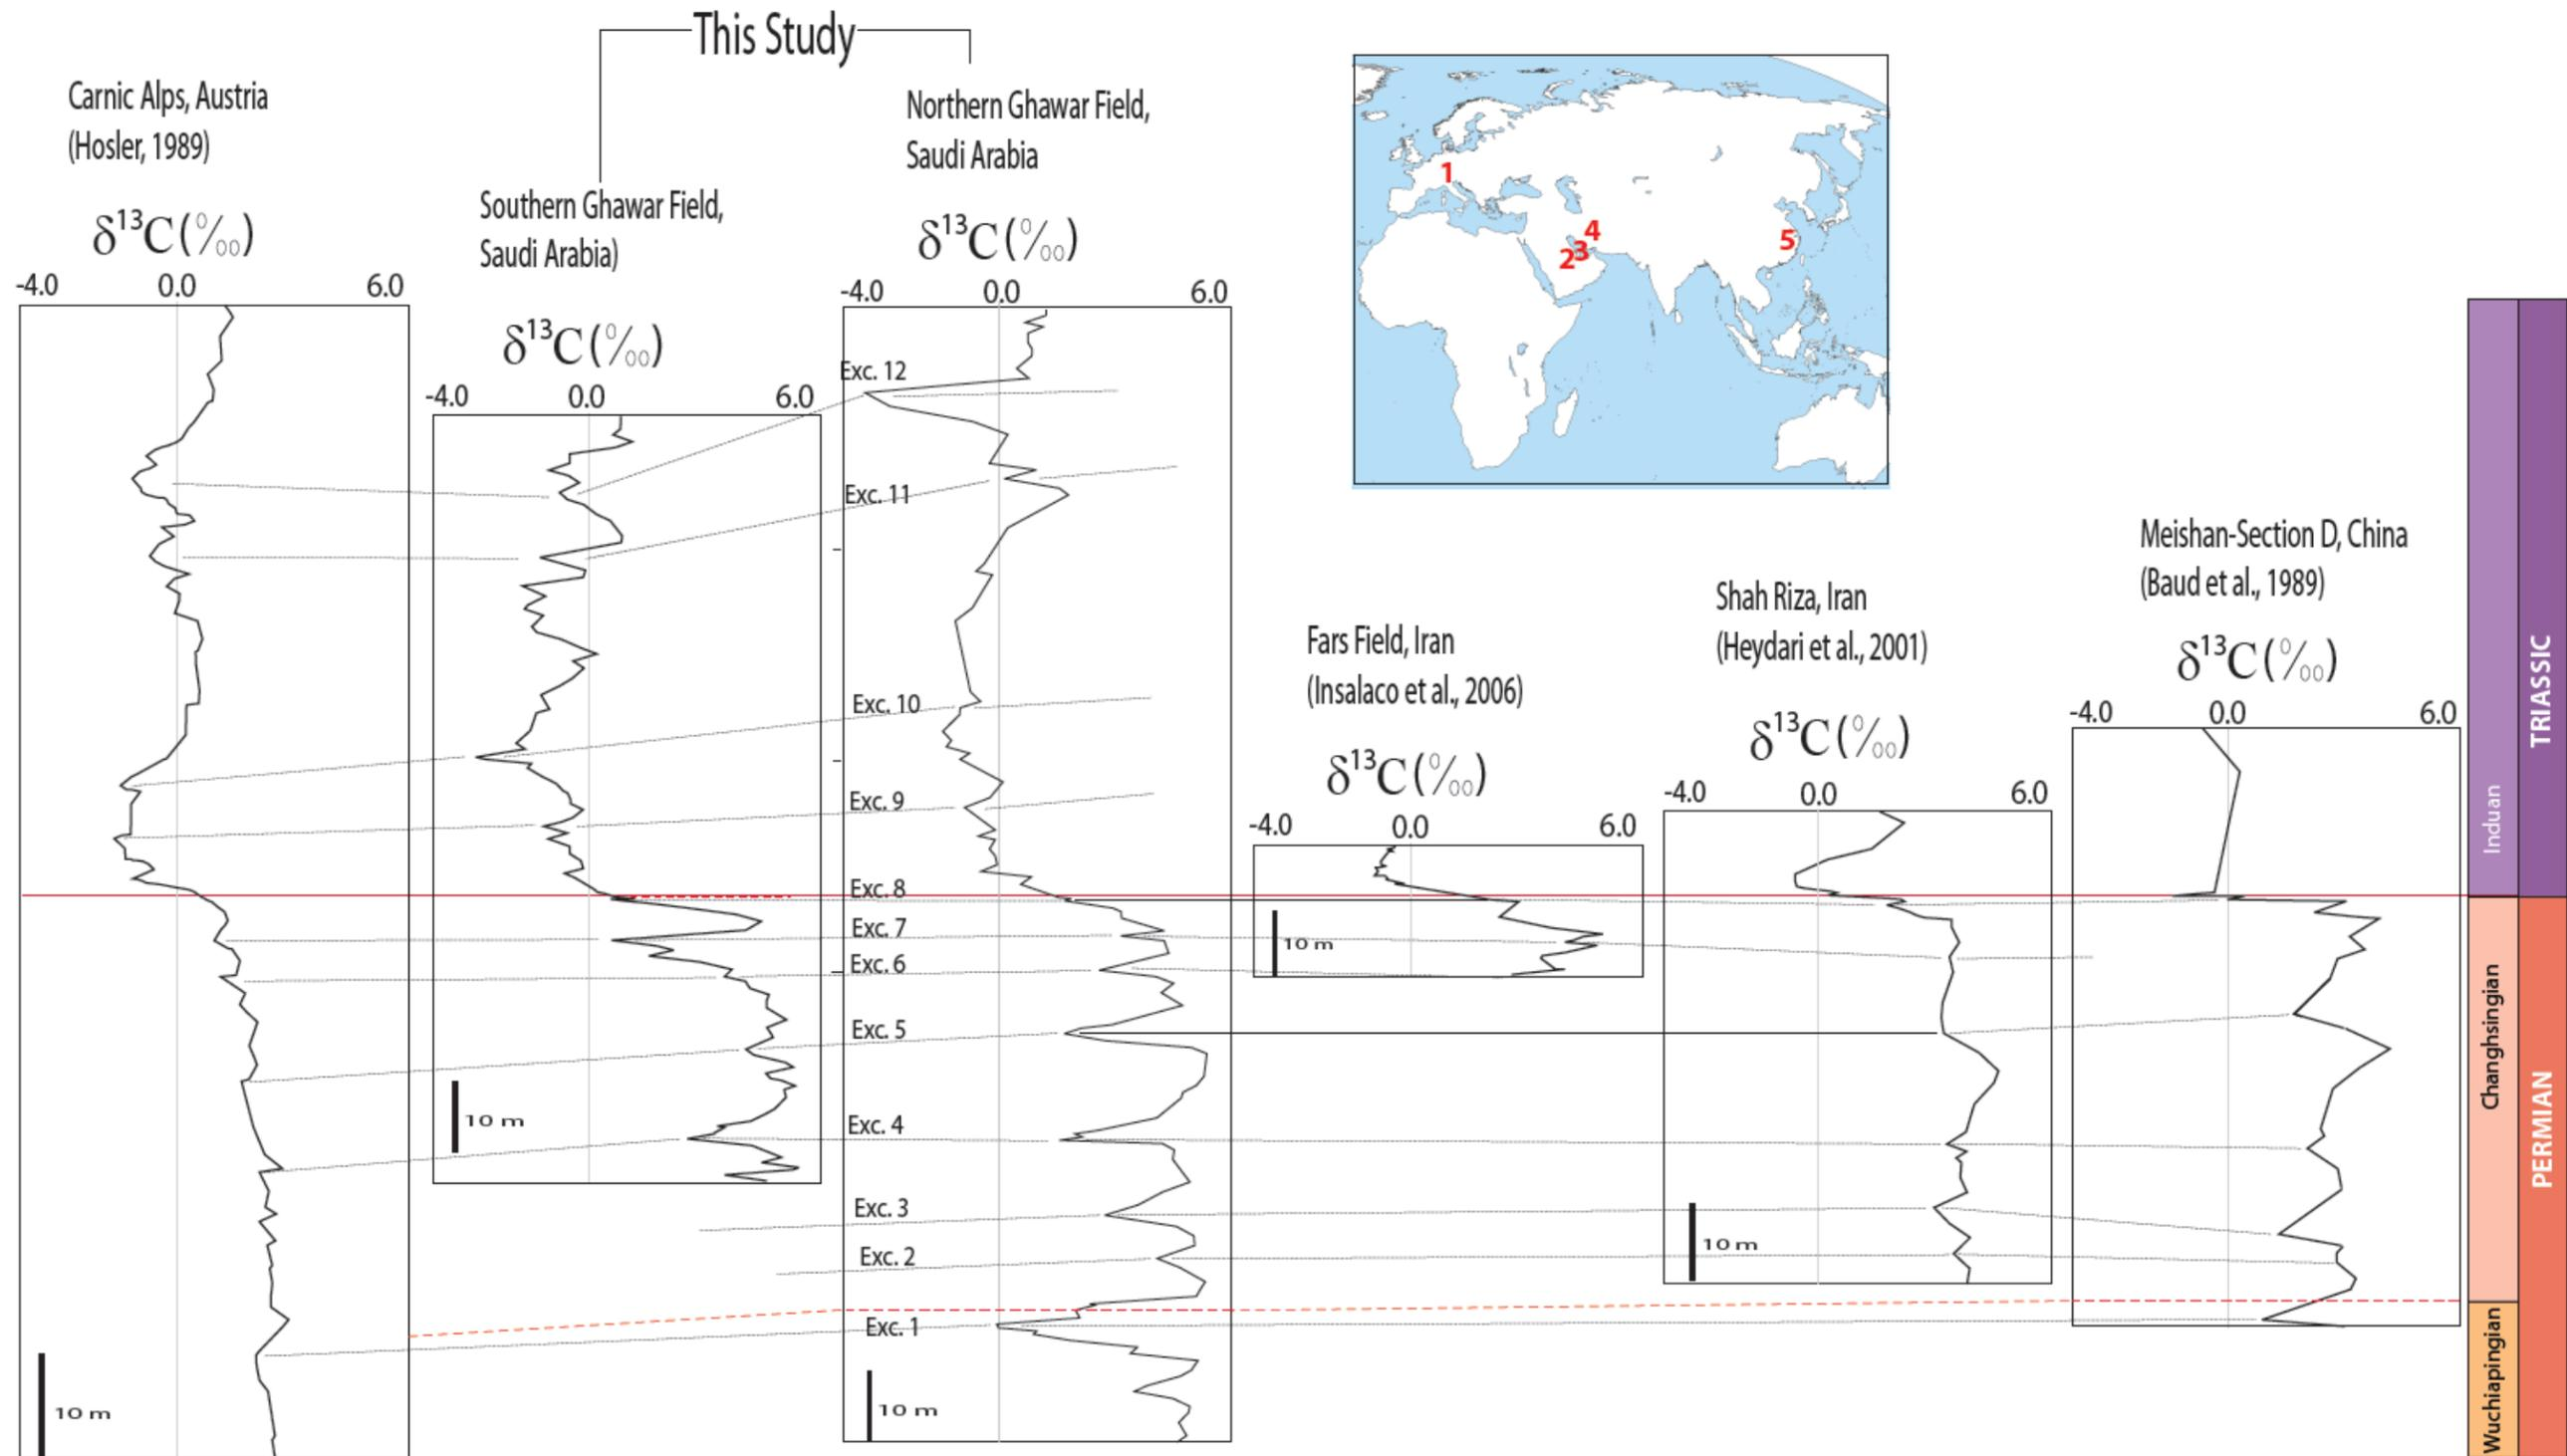 This Study
Carnic Alps, Austria
(Hosler, 1989)
δ¹³C(‰)
-4.0 0.0 6.0
10 m
Southern Ghawar Field,
Saudi Arabia)
δ¹³C(‰)
-4.0 0.0 6.0
10 m
Northern Ghawar Field,
Saudi Arabia
δ¹³C(‰)
-4.0 0.0 6.0
Exc. 12
Exc. 11
Exc. 10
Exc. 9
Exc. 8
Exc. 7
Exc. 6
Exc. 5
Exc. 4
Exc. 3
Exc. 2
Exc. 1
10 m
1
4
3
2
5
Fars Field, Iran
(Insalaco et al., 2006)
δ¹³C(‰)
-4.0 0.0 6.0
10 m
Shah Riza, Iran
(Heydari et al., 2001)
δ¹³C(‰)
-4.0 0.0 6.0
10 m
Meishan-Section D, China
(Baud et al., 1989)
δ¹³C(‰)
-4.0 0.0 6.0
Induan
Changhsingian
Wuchiapingian
TRIASSIC
PERMIAN